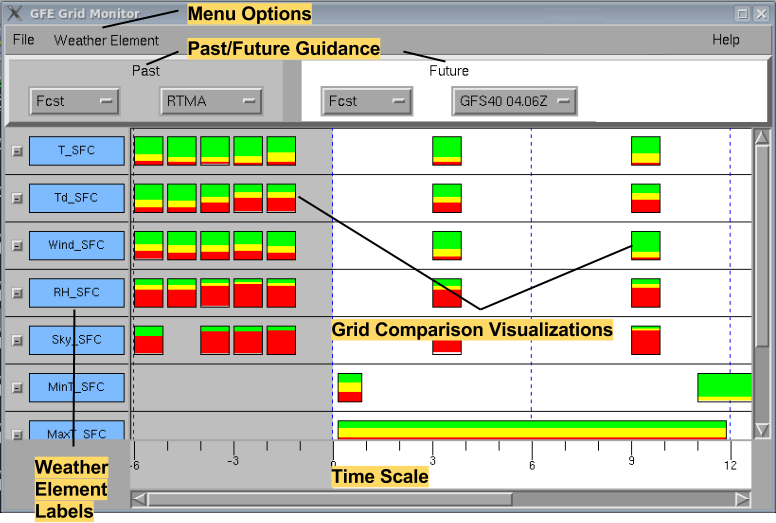 GFE Grid Monitor
Menu Options
File Weather Element Help
Past/Future Guidance
Past Future
Fcst RTMA Fcst GFS40 04.06Z
T_SFC
Td_SFC
Wind_SFC
RH_SFC
Grid Comparison Visualizations
Sky_SFC
MinT_SFC
MaxT_SFC
-6 -3 0 3 6 9 12
Weather
Element
Labels
Time Scale